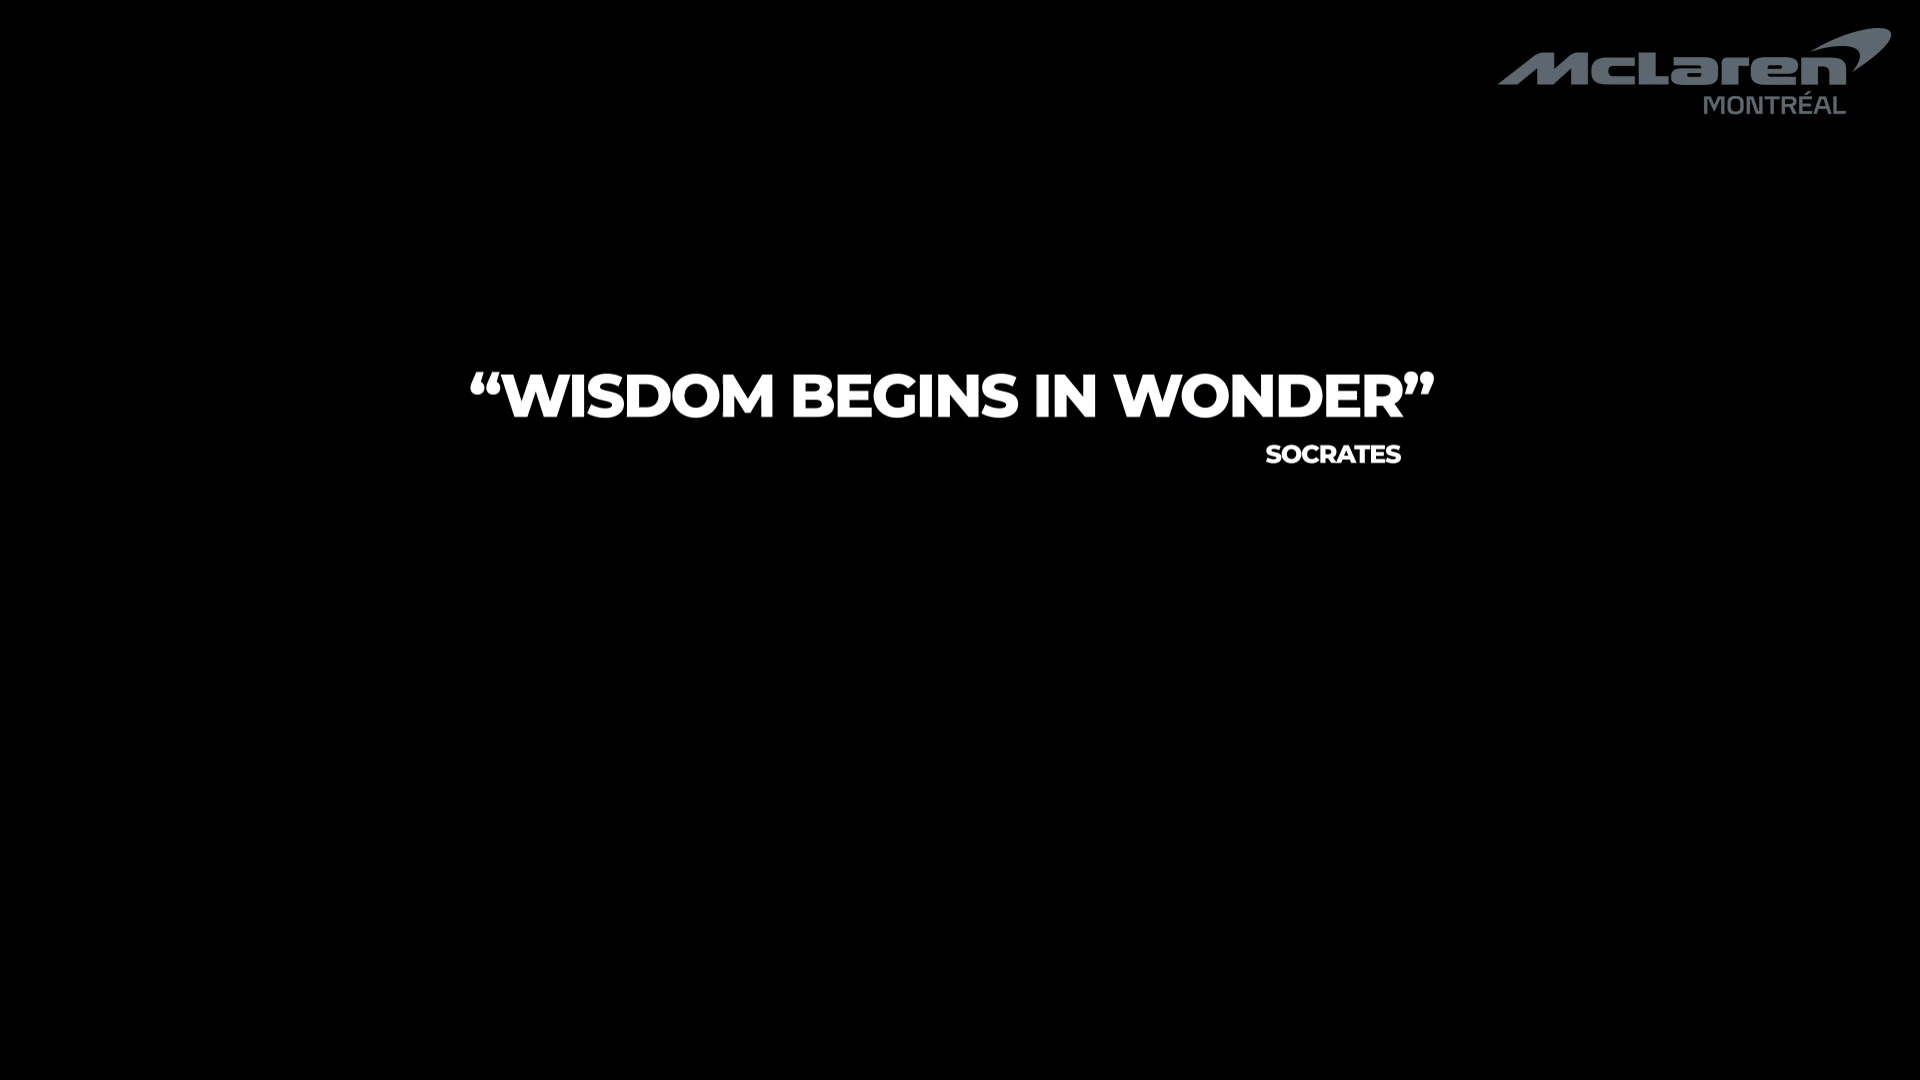 McLaren
MONTRÉAL
“WISDOM BEGINS IN WONDER”
SOCRATES